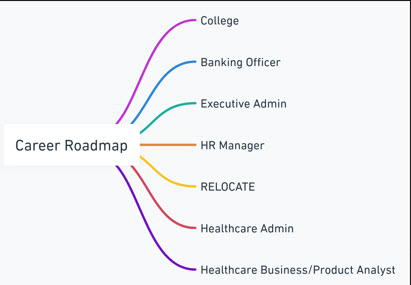 College
Banking Officer
Executive Admin
Career Roadmap
HR Manager
RELOCATE
Healthcare Admin
Healthcare Business/Product Analyst